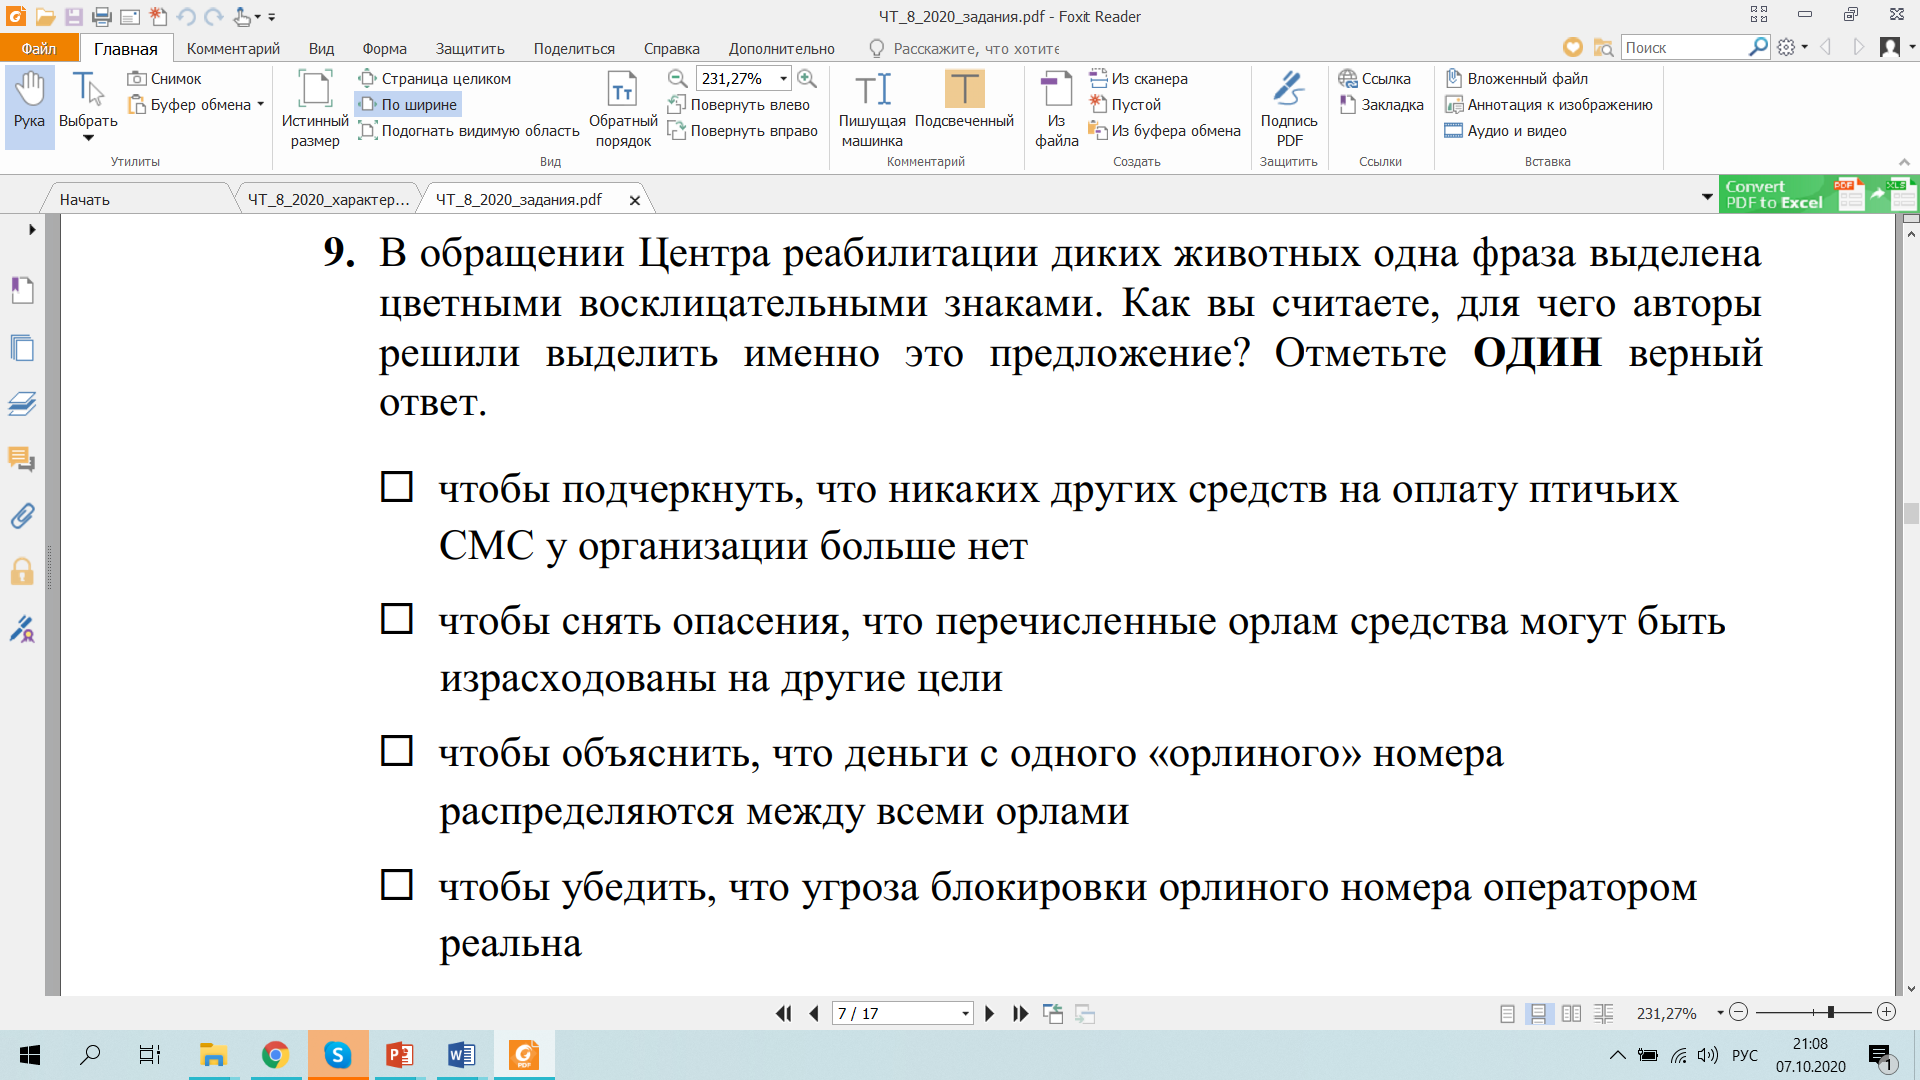 ЧТ_8_2020_задания.pdf - Foxit Reader
Файл Главная Комментарий Вид Форма Защитить Поделиться Справка Дополнительно Расскажите, что хотите Поиск
Рука Выбрать Снимок Буфер обмена
Утилиты
Истинный размер Страница целиком По ширине Подогнать видимую область Обратный порядок 231,27% Повернуть влево Повернуть вправо
Вид
Пишущая машинка Подсвеченный
Комментарий
Из файла Из сканера Пустой Из буфера обмена
Создать
Подпись PDF
Защитить
Ссылка Закладка
Ссылки
Вложенный файл Аннотация к изображению Аудио и видео
Вставка
Начать ЧТ_8_2020_характер... ЧТ_8_2020_задания.pdf
Convert
PDF to Excel
PDF XLS
9. В обращении Центра реабилитации диких животных одна фраза выделена
цветными восклицательными знаками. Как вы считаете, для чего авторы
решили выделить именно это предложение? Отметьте ОДИН верный
ответ.
чтобы подчеркнуть, что никаких других средств на оплату птичьих
СМС у организации больше нет
чтобы снять опасения, что перечисленные орлам средства могут быть
израсходованы на другие цели
чтобы объяснить, что деньги с одного «орлиного» номера
распределяются между всеми орлами
чтобы убедить, что угроза блокировки орлиного номера оператором
реальна
7 / 17 231,27%
РУС 21:08
07.10.2020
1